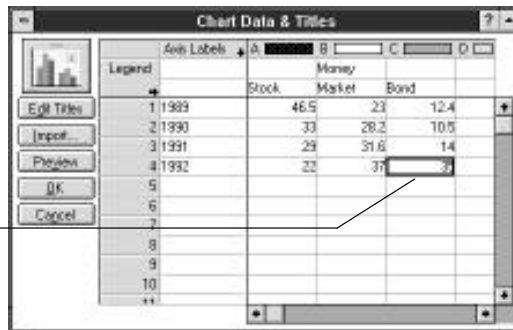 Chart Data & Titles ?
Axis Labels A B C D
Legend Money
Stock Market Bond
Edit Titles 1 1989 46.5 23 12.4
Import... 2 1990 33 28.2 10.5
3 1991 29 31.6 14
Preview 4 1992 22 37
OK 5
Cancel 6
7
8
9
10
11